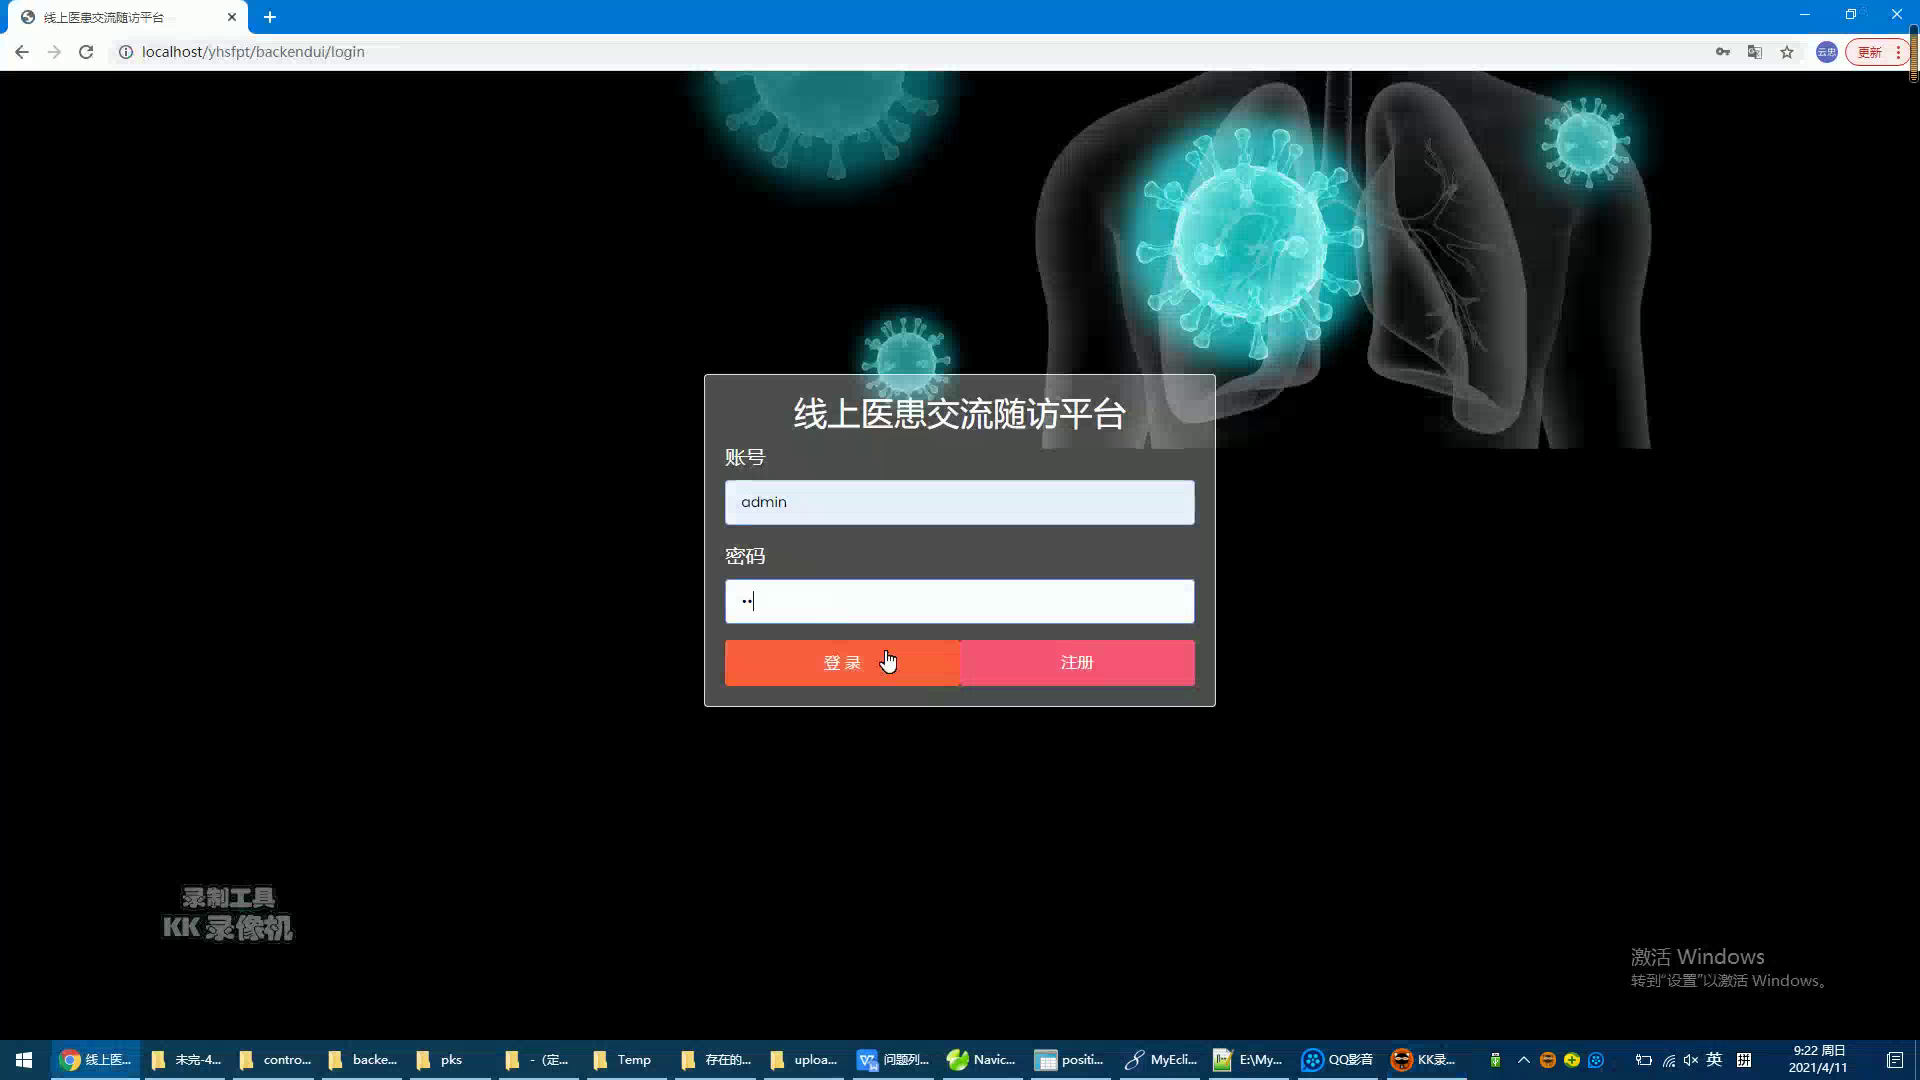 线上医患交流随访平台
localhost/yhsfpt/backendui/login
云忠
更新
线上医患交流随访平台
账号
admin
密码
登 录
注册
录制工具
KK 录像机
激活 Windows
转到"设置"以激活 Windows。
线上医...
未完-4...
contro...
backe...
pks
-（定...
Temp
存在的...
uploa...
问题列...
Navic...
positi...
MyEcli...
E:\My...
QQ影音
KK录...
英
9:22 周日
2021/4/11